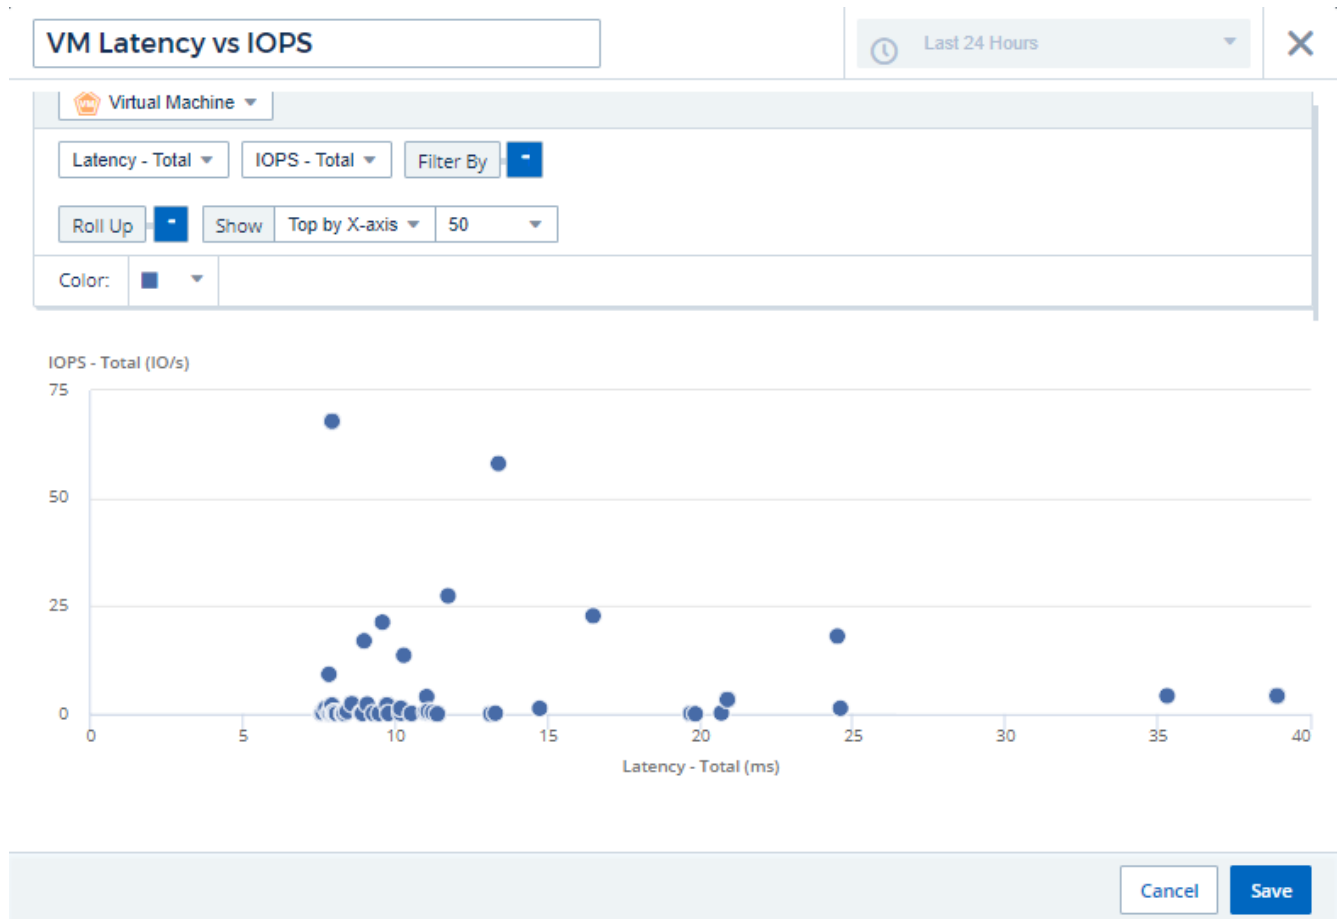 VM Latency vs IOPS
Last 24 Hours
VM Virtual Machine
Latency - Total IOPS - Total Filter By -
Roll Up - Show Top by X-axis 50
Color:
IOPS - Total (IO/s)
75
50
25
0
0 5 10 15 20 25 30 35 40
Latency - Total (ms)
Cancel Save